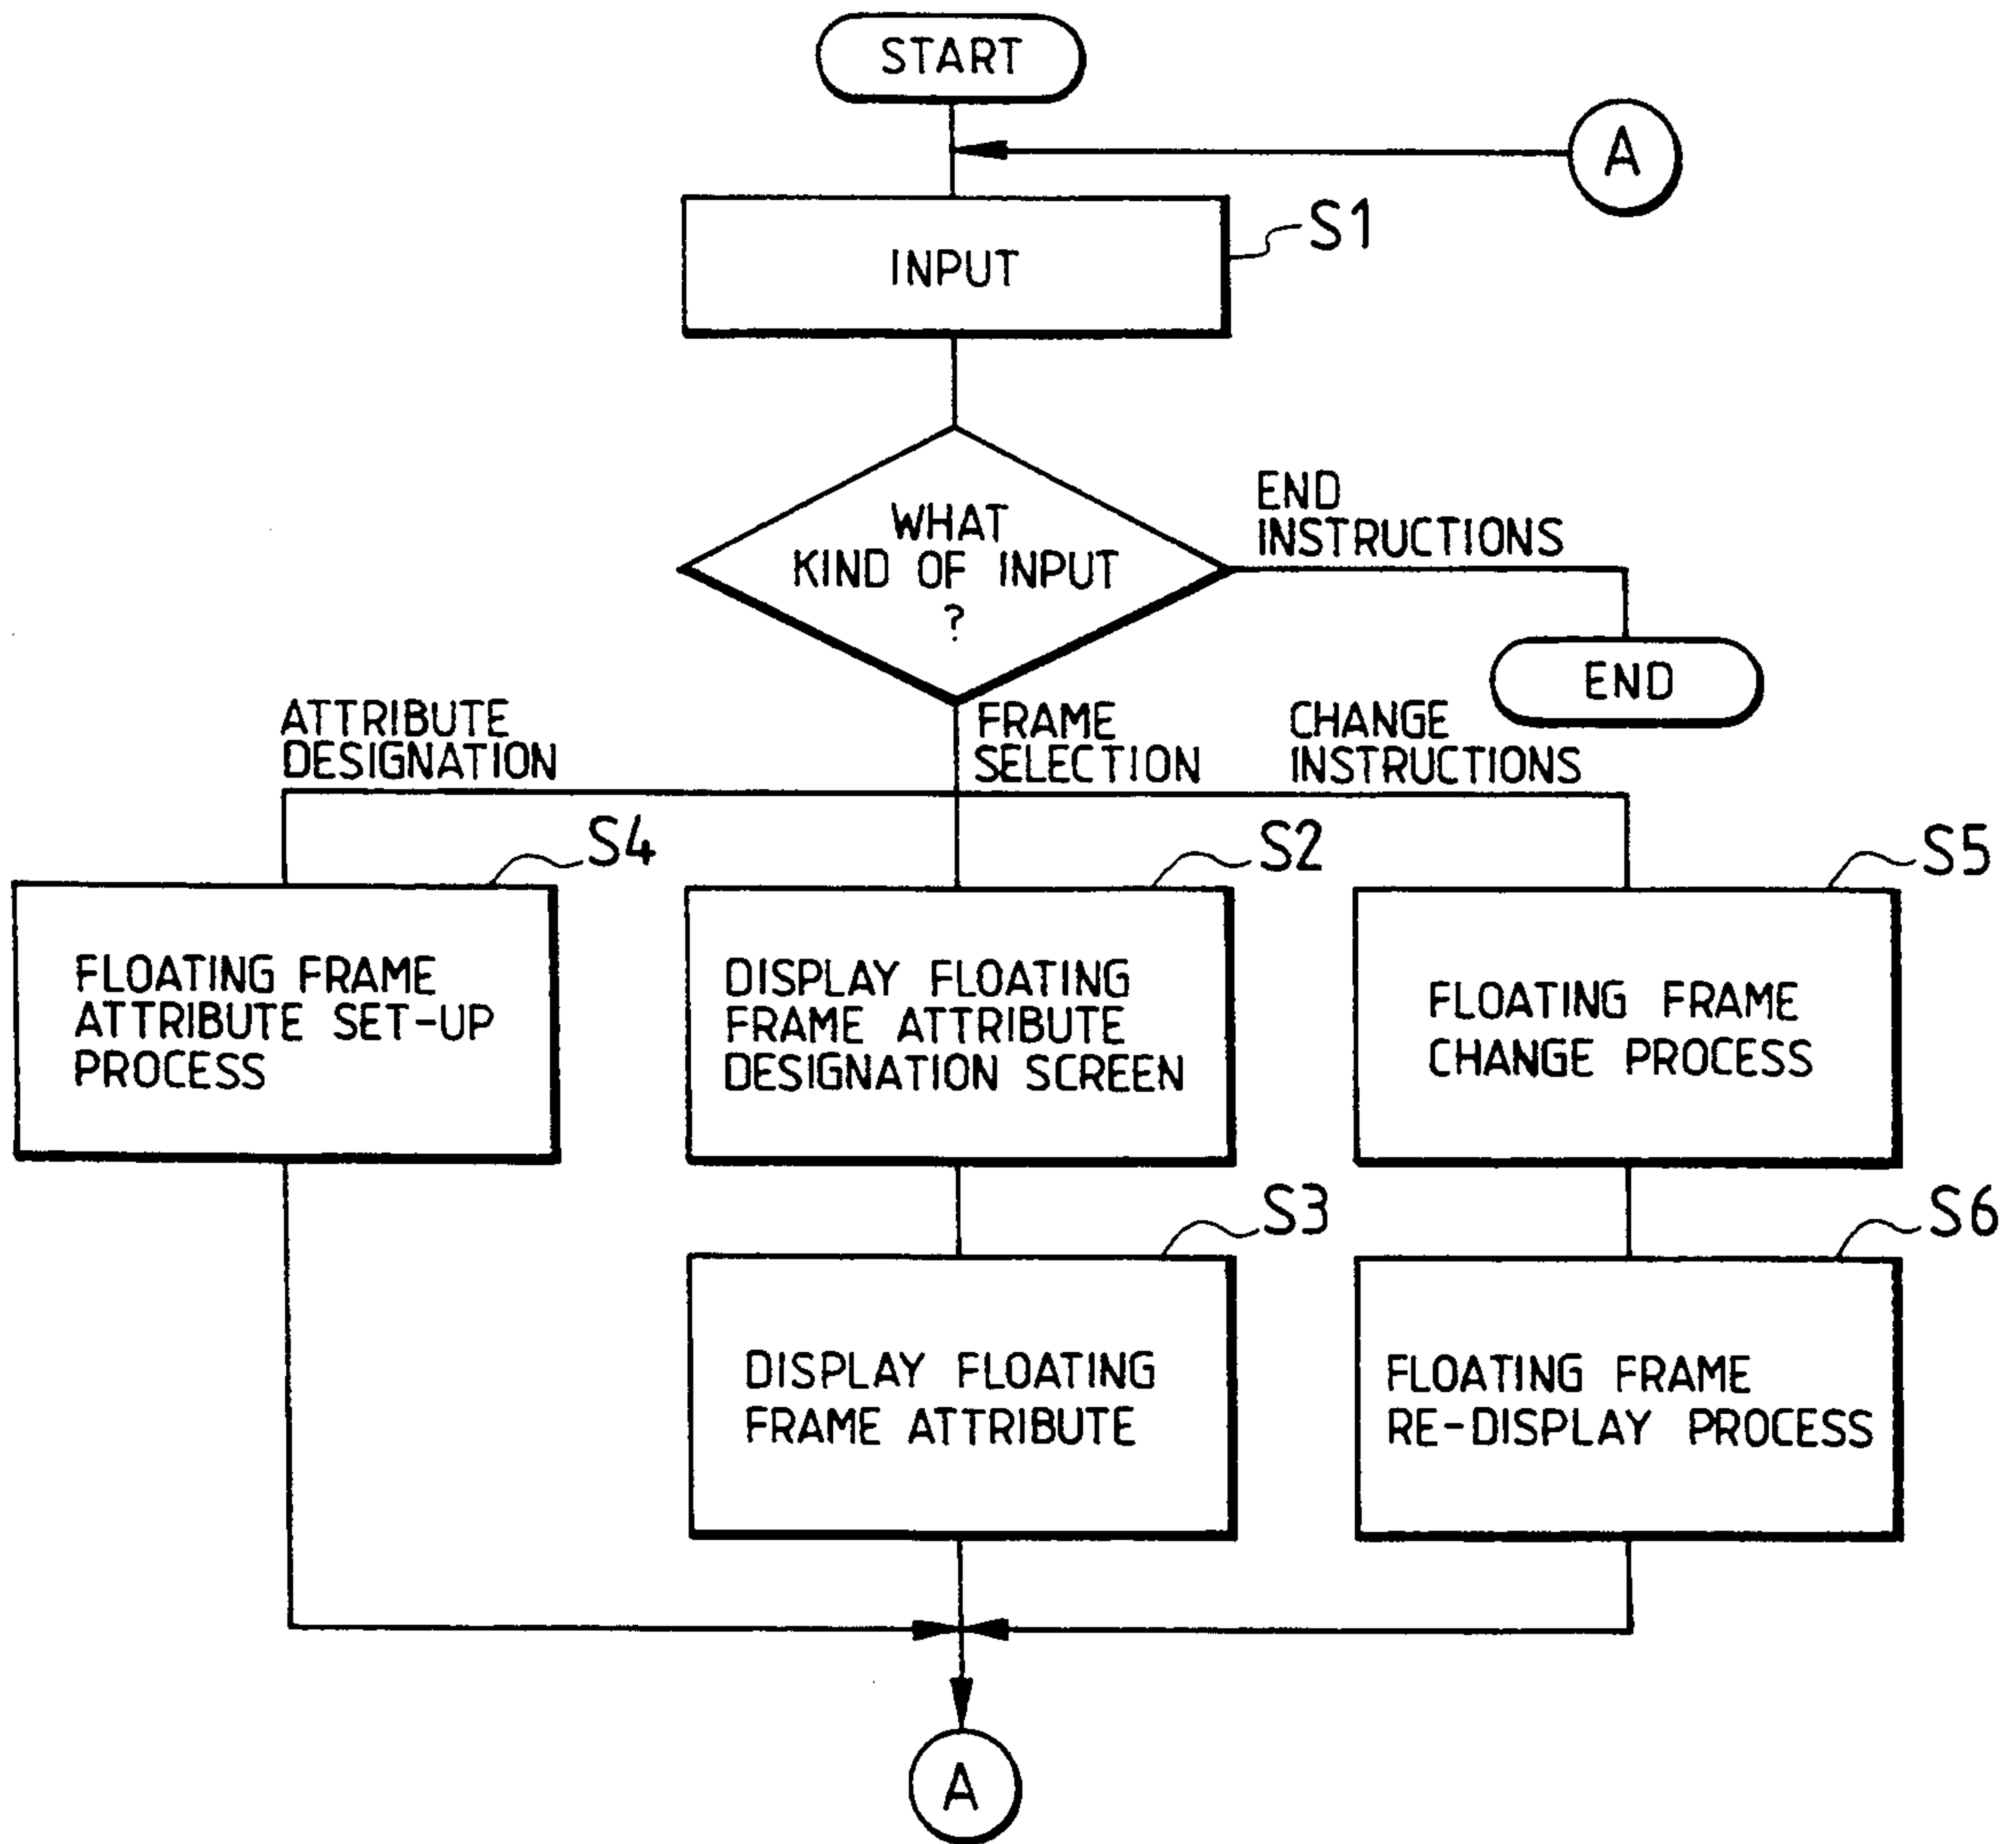 START
A
INPUT
S1
WHAT
KIND OF INPUT
?
END
INSTRUCTIONS
END
ATTRIBUTE
DESIGNATION
FRAME
SELECTION
CHANGE
INSTRUCTIONS
S4
FLOATING FRAME
ATTRIBUTE SET-UP
PROCESS
S2
DISPLAY FLOATING
FRAME ATTRIBUTE
DESIGNATION SCREEN
S5
FLOATING FRAME
CHANGE PROCESS
S3
DISPLAY FLOATING
FRAME ATTRIBUTE
S6
FLOATING FRAME
RE-DISPLAY PROCESS
A